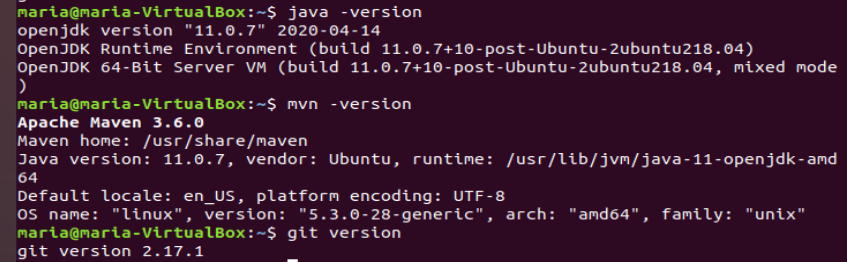 maria@maria-VirtualBox:~$ java -version
openjdk version "11.0.7" 2020-04-14
OpenJDK Runtime Environment (build 11.0.7+10-post-Ubuntu-2ubuntu218.04)
OpenJDK 64-Bit Server VM (build 11.0.7+10-post-Ubuntu-2ubuntu218.04, mixed mode
)
maria@maria-VirtualBox:~$ mvn -version
Apache Maven 3.6.0
Maven home: /usr/share/maven
Java version: 11.0.7, vendor: Ubuntu, runtime: /usr/lib/jvm/java-11-openjdk-amd
64
Default locale: en_US, platform encoding: UTF-8
OS name: "linux", version: "5.3.0-28-generic", arch: "amd64", family: "unix"
maria@maria-VirtualBox:~$ git version
git version 2.17.1